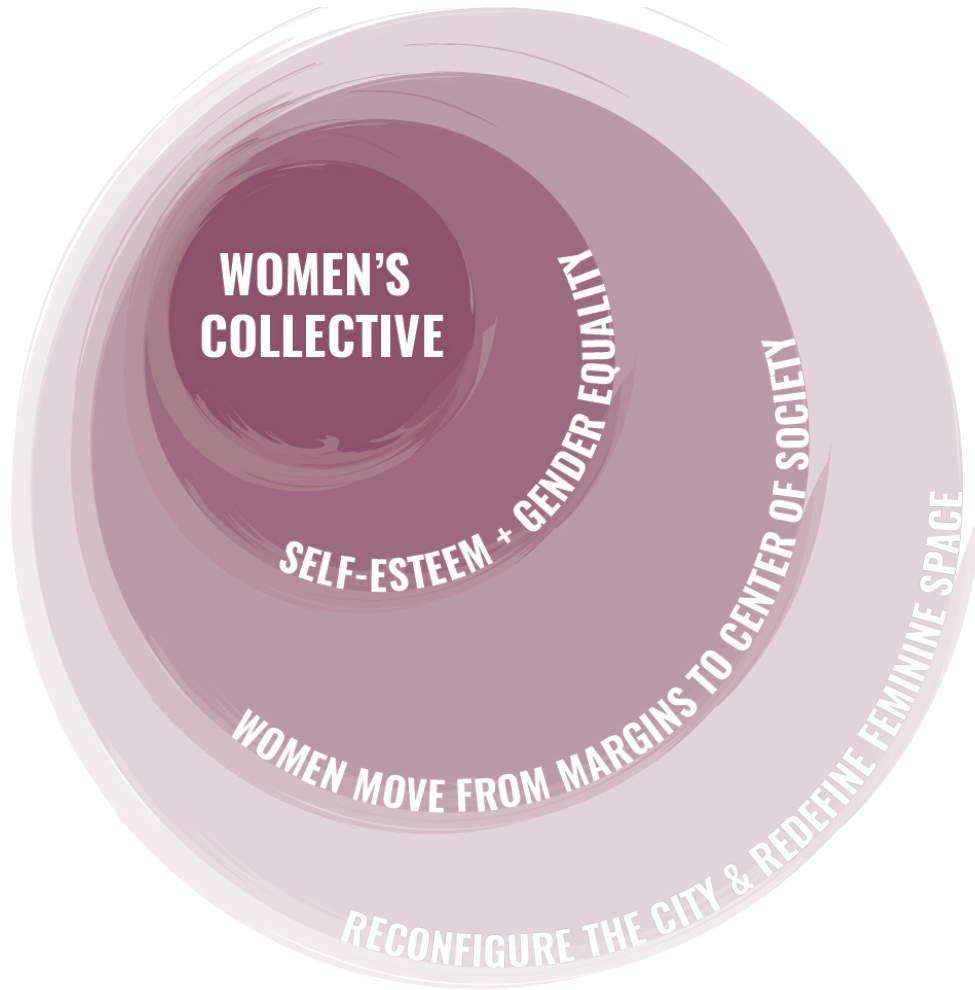 WOMEN'S
COLLECTIVE
SELF-ESTEEM + GENDER EQUALITY
WOMEN MOVE FROM MARGINS TO CENTER OF SOCIETY
RECONFIGURE THE CITY & REDEFINE FEMININE SPACE